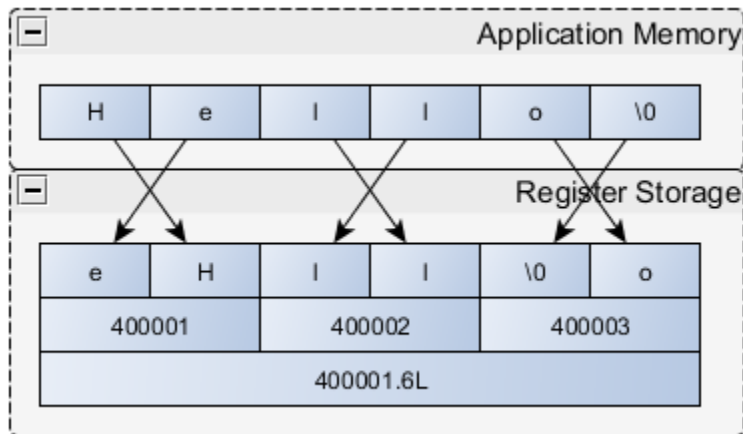 Application Memory
H e l l o \0
Register Storage
e H l l \0 o
400001 400002 400003
400001.6L